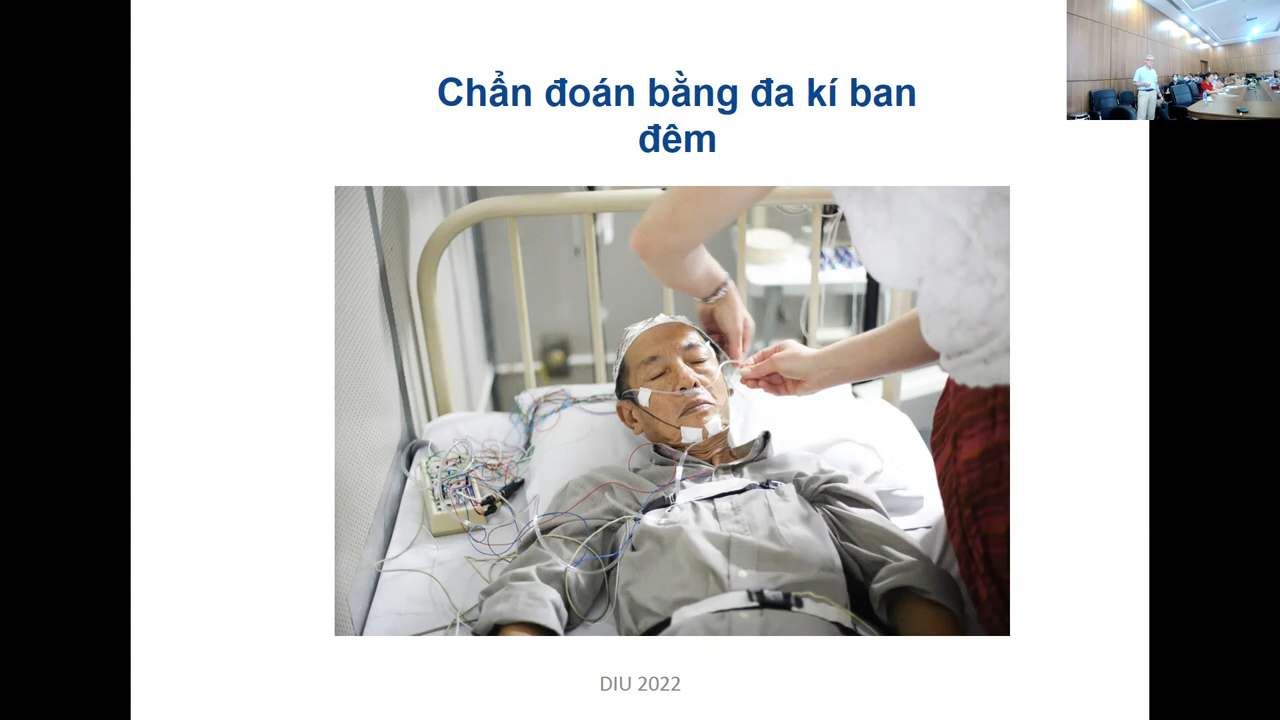 Chẩn đoán bằng đa kí ban
đêm
DIU 2022